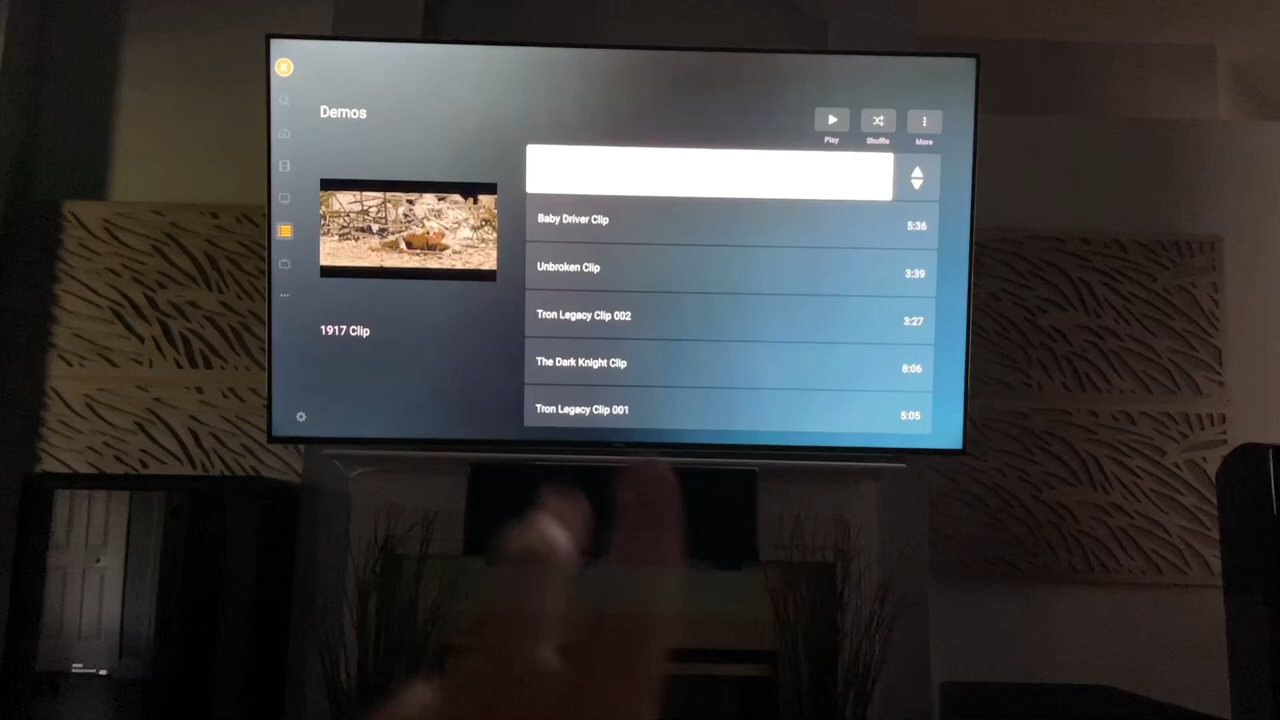 K
Demos
Play
Shuffle
More
Baby Driver Clip
5:36
Unbroken Clip
3:39
Tron Legacy Clip 002
3:27
1917 Clip
The Dark Knight Clip
8:06
Tron Legacy Clip 001
5:05